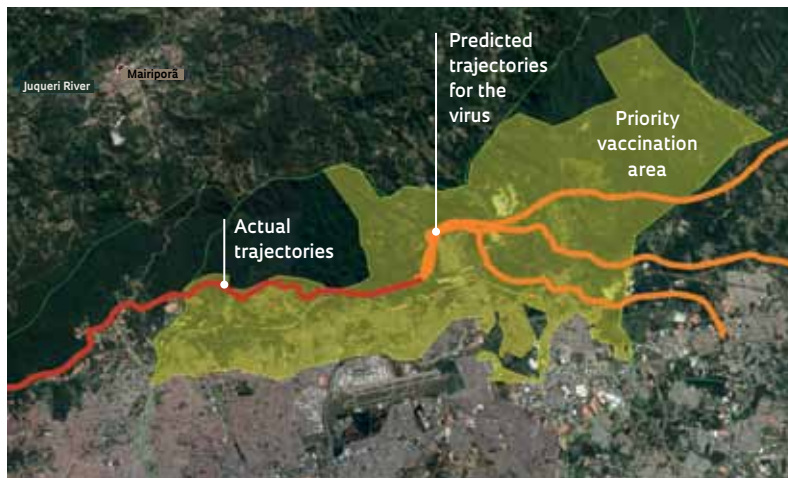 Predicted
trajectories
for the
virus
Mairiporã
Juqueri River
Priority
vaccination
area
Actual
trajectories